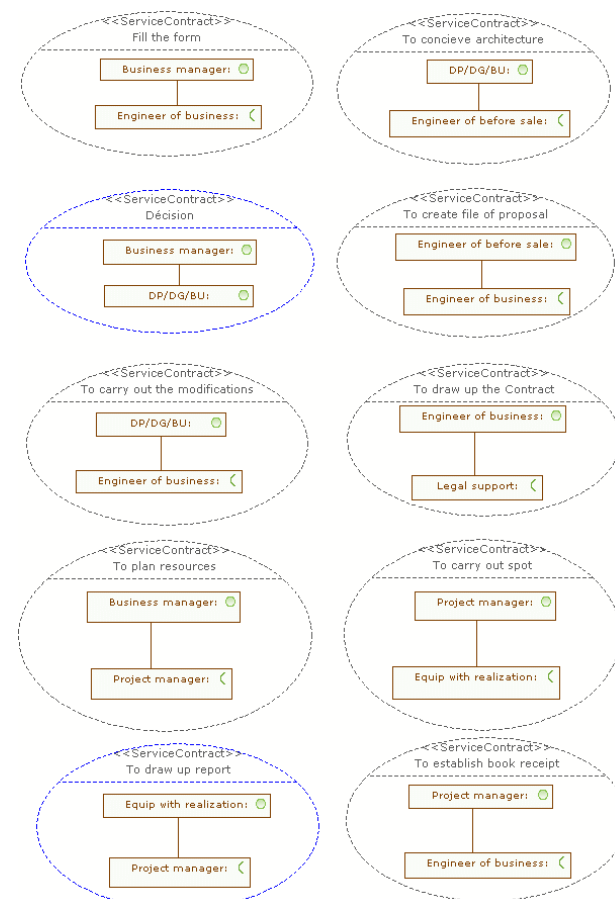 <<ServiceContract>>
Fill the form
Business manager:
Engineer of business:
<<ServiceContract>>
To concieve architecture
DP/DG/BU:
Engineer of before sale:
<<ServiceContract>>
Décision
Business manager:
DP/DG/BU:
<<ServiceContract>>
To create file of proposal
Engineer of before sale:
Engineer of business:
<<ServiceContract>>
To carry out the modifications
DP/DG/BU:
Engineer of business:
<<ServiceContract>>
To draw up the Contract
Engineer of business:
Legal support:
<<ServiceContract>>
To plan resources
Business manager:
Project manager:
<<ServiceContract>>
To carry out spot
Project manager:
Equip with realization:
<<ServiceContract>>
To draw up report
Equip with realization:
Project manager:
<<ServiceContract>>
To establish book receipt
Project manager:
Engineer of business: